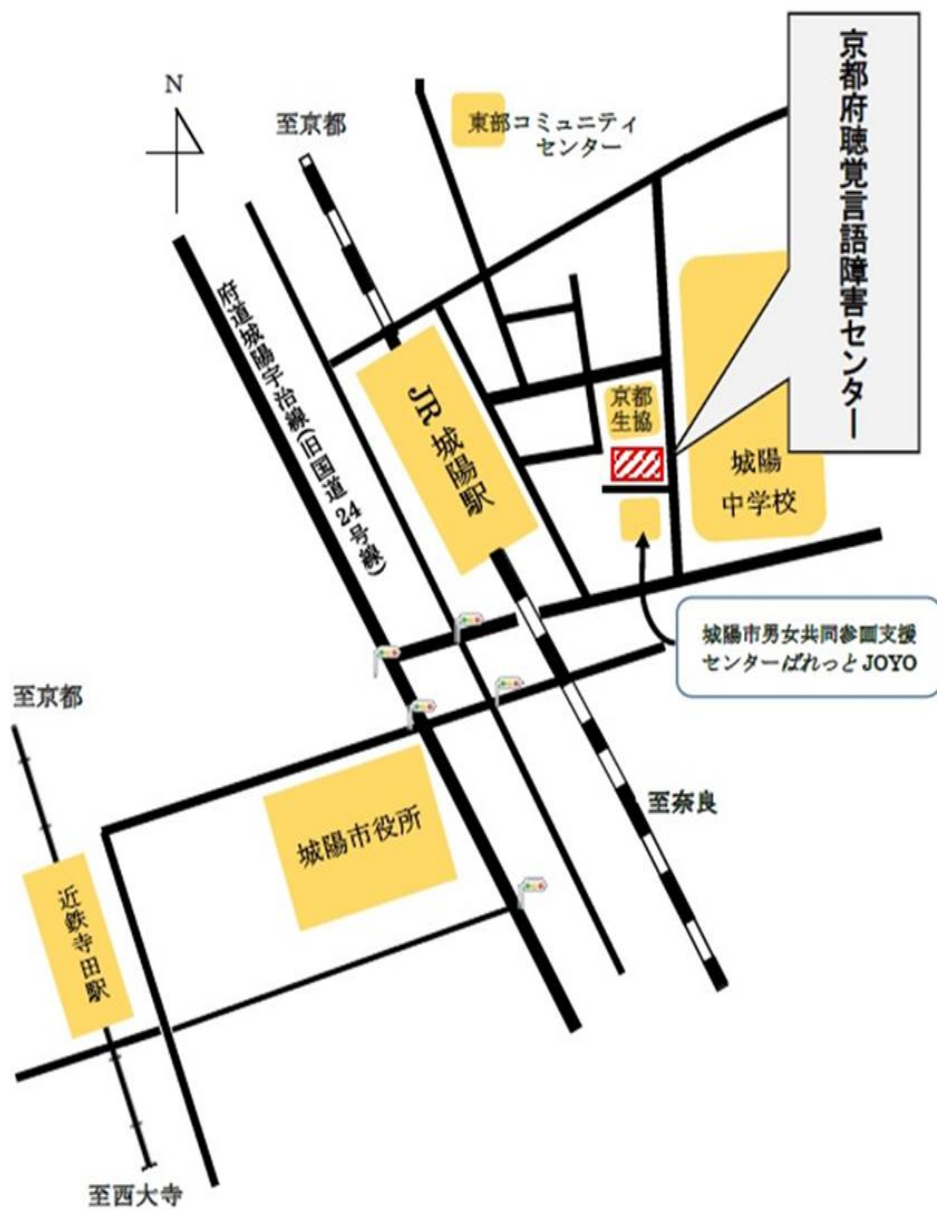 N
至京都
東部コミュニティ
センター
京都府聴覚言語障害センター
府道城陽宇治線(旧国道24号線)
JR城陽駅
京都
生協
城陽
中学校
城陽市男女共同参画支援
センターぱれっとJOYO
至京都
至奈良
城陽市役所
近鉄寺田駅
至西大寺